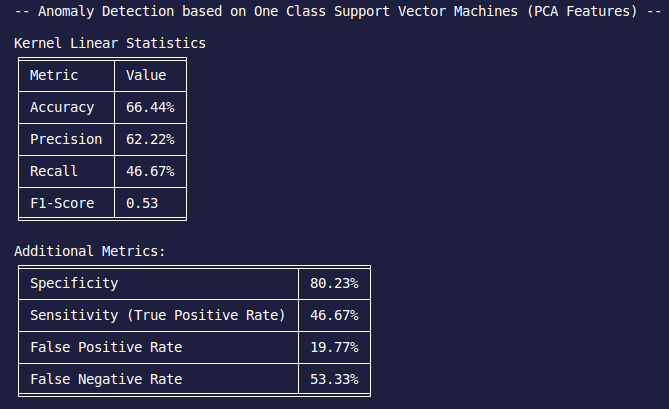 -- Anomaly Detection based on One Class Support Vector Machines (PCA Features) --
Kernel Linear Statistics
Metric Value
Accuracy 66.44%
Precision 62.22%
Recall 46.67%
F1-Score 0.53
Additional Metrics:
Specificity 80.23%
Sensitivity (True Positive Rate) 46.67%
False Positive Rate 19.77%
False Negative Rate 53.33%